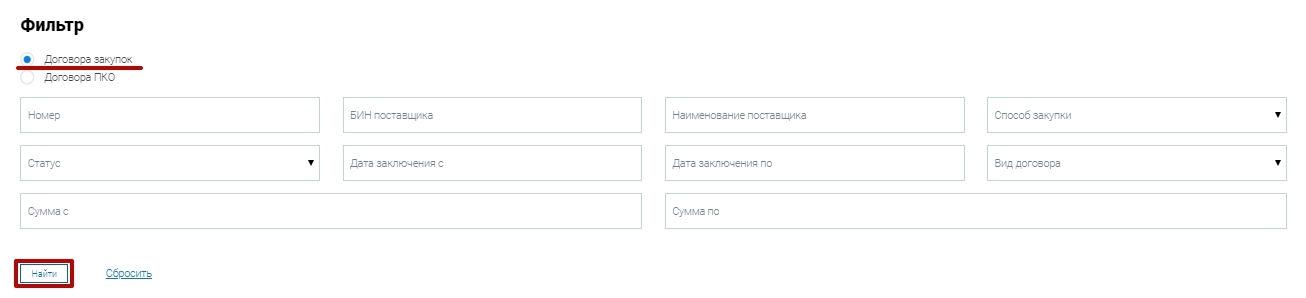 Фильтр
Договора закупок
Договора ПКО
Номер БИН поставщика Наименование поставщика Способ закупки
Статус Дата заключения с Дата заключения по Вид договора
Сумма с Сумма по
Найти Сбросить